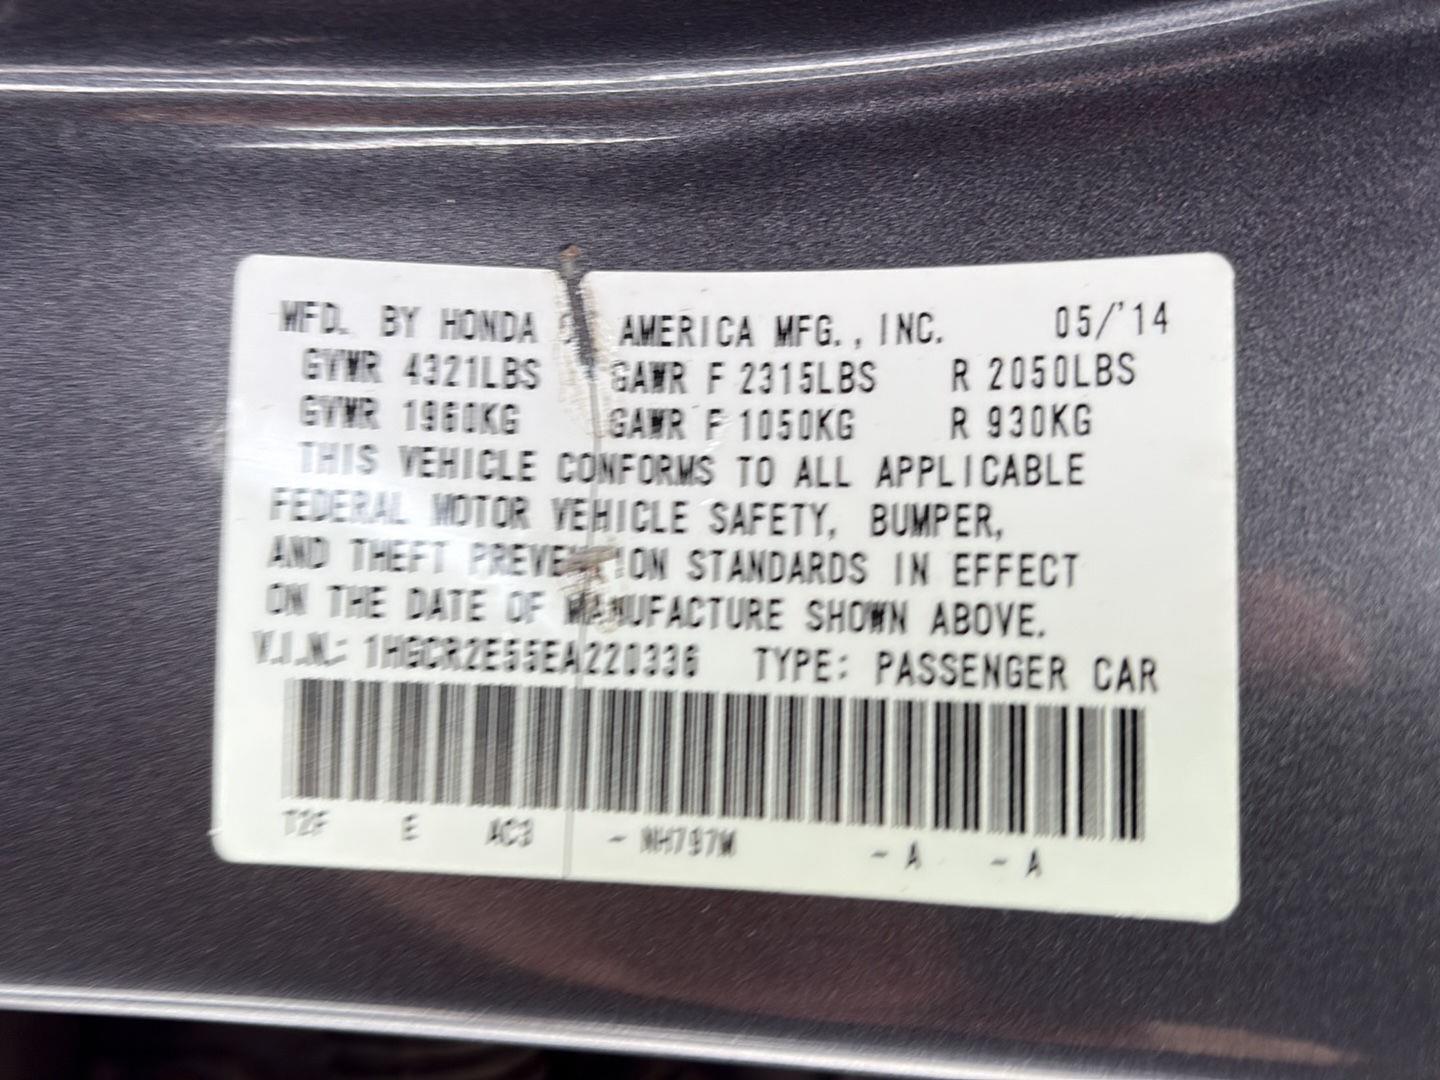 MFD. BY HONDA OF AMERICA MFG., INC. 05/'14
GVWR 4321LBS GAWR F 2315LBS R 2050LBS
GVWR 1960KG GAWR F 1050KG R 930KG
THIS VEHICLE CONFORMS TO ALL APPLICABLE
FEDERAL MOTOR VEHICLE SAFETY, BUMPER,
AND THEFT PREVENTION STANDARDS IN EFFECT
ON THE DATE OF MANUFACTURE SHOWN ABOVE.
V.I.N.: 1HGCR2E55EA220336 TYPE: PASSENGER CAR
T2F E AC3 - NH797M - A - A